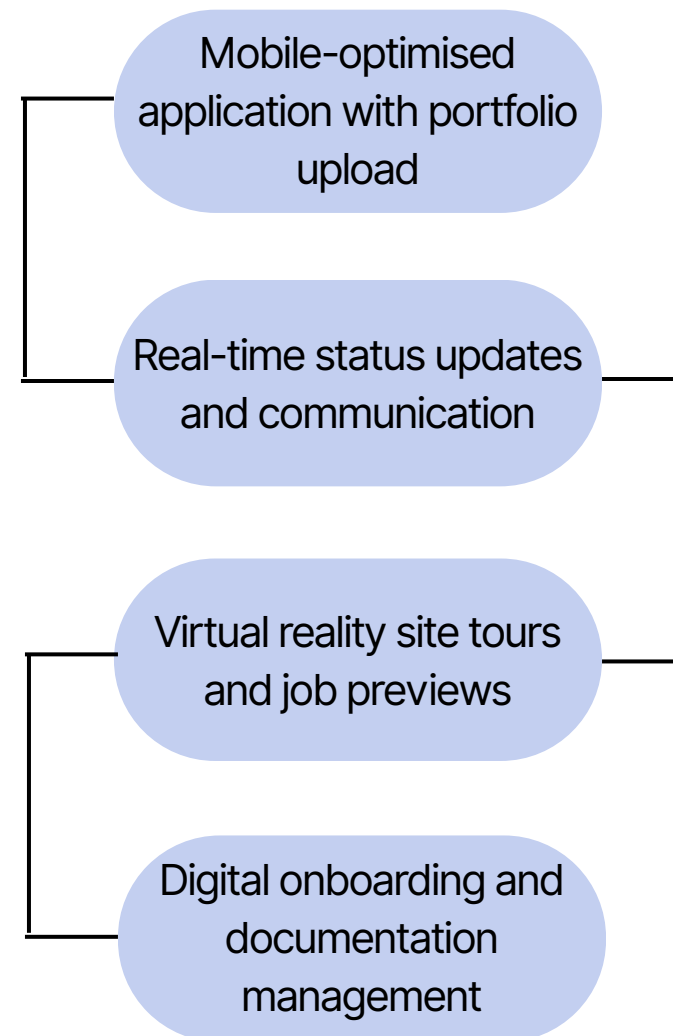 Mobile-optimised
application with portfolio
upload
Real-time status updates
and communication
Virtual reality site tours
and job previews
Digital onboarding and
documentation
management